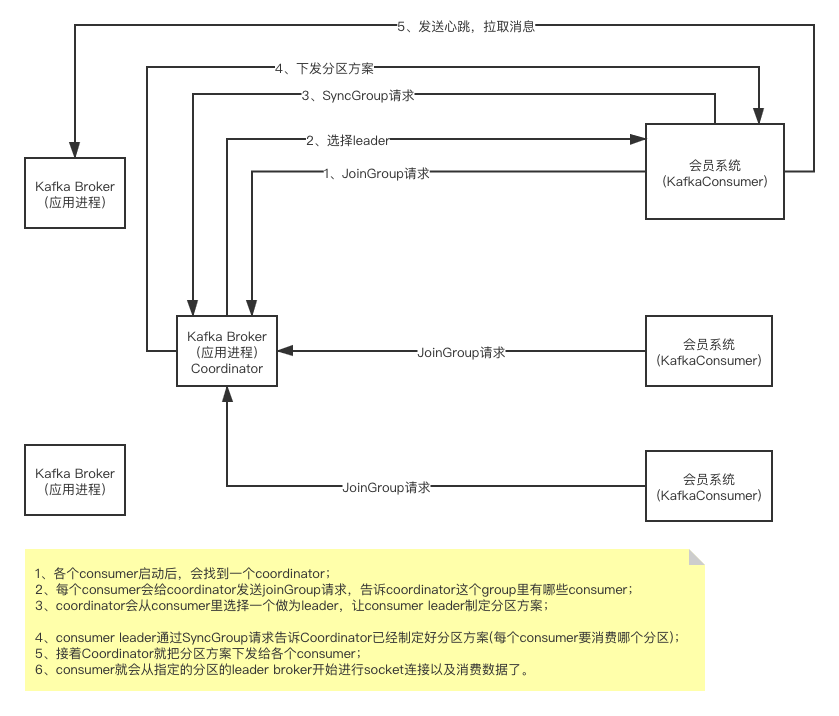 5、发送心跳，拉取消息
4、下发分区方案
3、SyncGroup请求
2、选择leader
1、JoinGroup请求
会员系统
(KafkaConsumer)
Kafka Broker
（应用进程）
Kafka Broker
（应用进程）
Coordinator
JoinGroup请求
会员系统
(KafkaConsumer)
Kafka Broker
（应用进程）
JoinGroup请求
会员系统
(KafkaConsumer)
1、各个consumer启动后，会找到一个coordinator；
2、每个consumer会给coordinator发送joinGroup请求，告诉coordinator这个group里有哪些consumer；
3、coordinator会从consumer里选择一个做为leader，让consumer leader制定分区方案；
4、consumer leader通过SyncGroup请求告诉Coordinator已经制定好分区方案(每个consumer要消费哪个分区)；
5、接着Coordinator就把分区方案下发给各个consumer；
6、consumer就会从指定的分区的leader broker开始进行socket连接以及消费数据了。